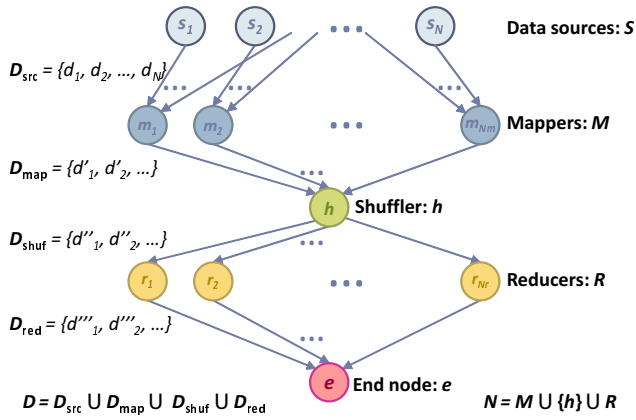 s1 s2 ... sN Data sources: S
Dsrc = {d1, d2, ..., dN}
... ...
m1 m2 ... mNm Mappers: M
Dmap = {d′1, d′2, ...}
...
h Shuffler: h
Dshuf = {d′′1, d′′2, ...}
...
r1 r2 ... rNr Reducers: R
Dred = {d′′′1, d′′′2, ...}
...
e End node: e
D = Dsrc ∪ Dmap ∪ Dshuf ∪ Dred N = M ∪ {h} ∪ R